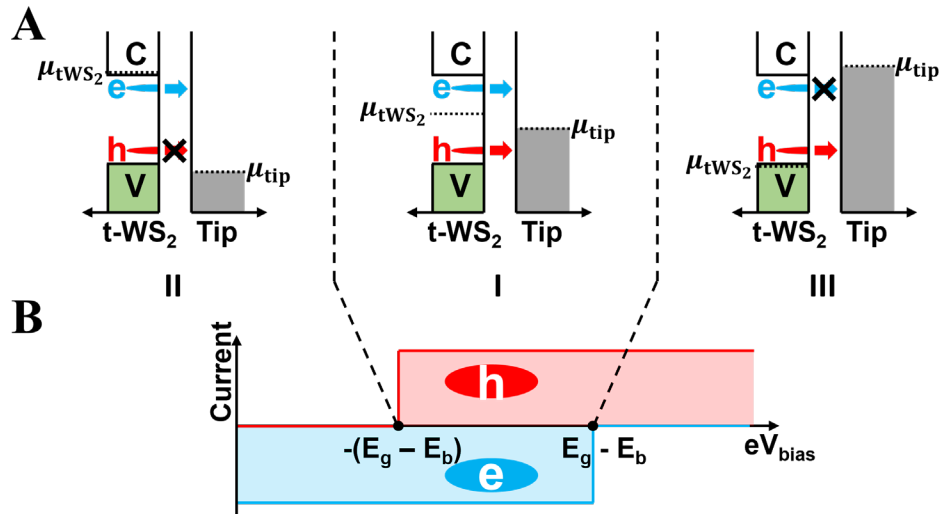 A
C
μtWS₂
e
h
V
μtip
t-WS₂ Tip
II
C
e
μtWS₂
μtip
h
V
t-WS₂ Tip
I
C
μtip
e
h
μtWS₂
V
t-WS₂ Tip
III
B
Current
h
-(Eg – Eb)
Eg - Eb
eVbias
e